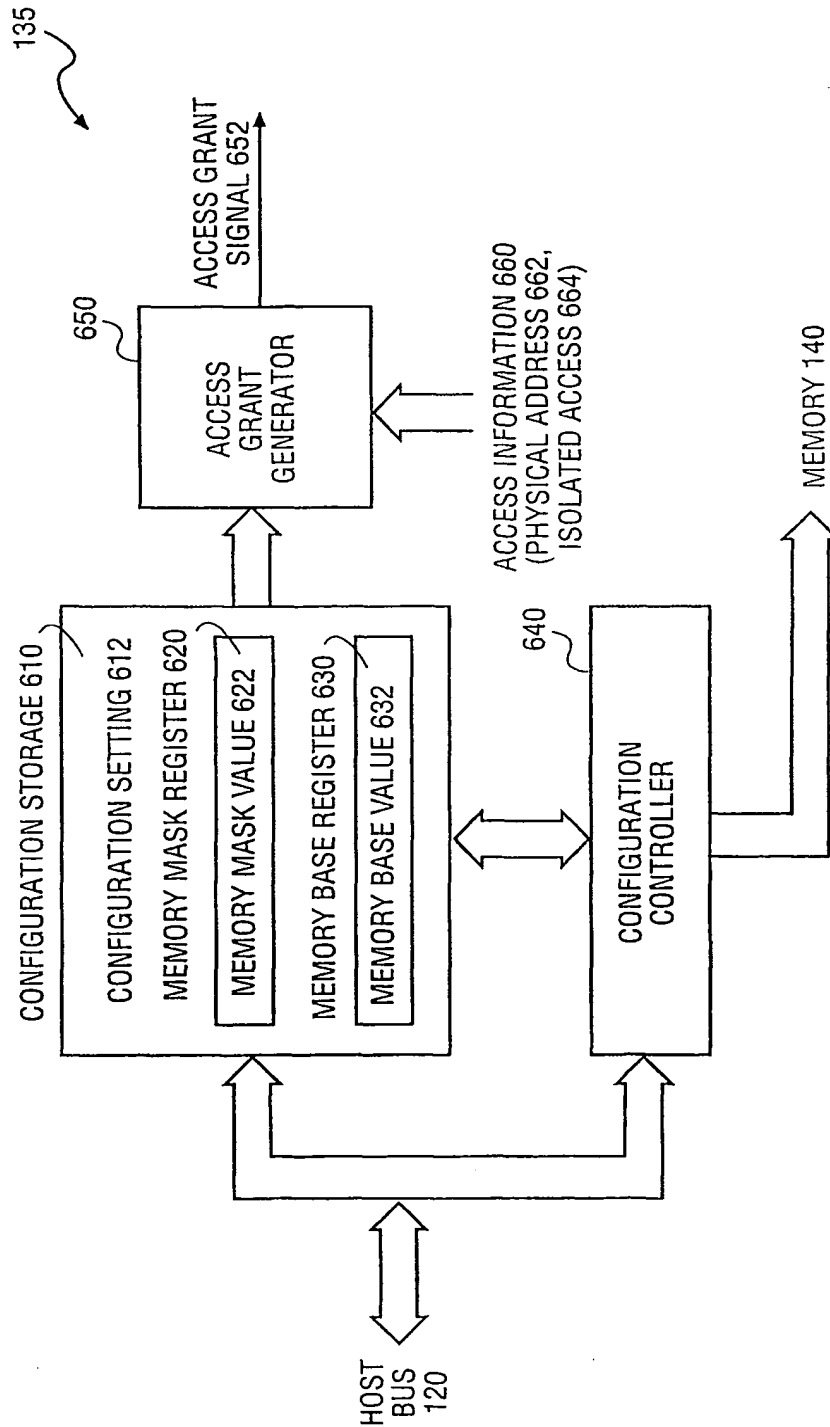 135
CONFIGURATION STORAGE 610
CONFIGURATION SETTING 612
MEMORY MASK REGISTER 620
MEMORY MASK VALUE 622
MEMORY BASE REGISTER 630
MEMORY BASE VALUE 632
650
ACCESS
GRANT
GENERATOR
ACCESS GRANT
SIGNAL 652
ACCESS INFORMATION 660
(PHYSICAL ADDRESS 662,
ISOLATED ACCESS 664)
HOST
BUS
120
640
CONFIGURATION
CONTROLLER
MEMORY 140